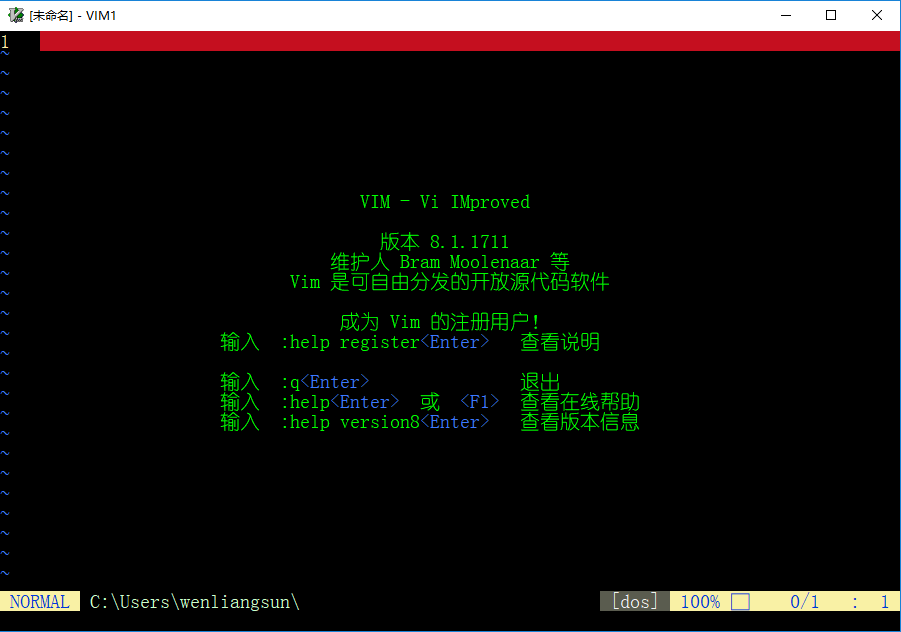 [未命名] - VIM1
1
~
~
~
~
~
~
~
VIM - Vi IMproved
~
~
版本 8.1.1711
~
维护人 Bram Moolenaar 等
~
Vim 是可自由分发的开放源代码软件
~
~
成为 Vim 的注册用户!
~
输入 :help register<Enter> 查看说明
~
~
输入 :q<Enter> 退出
~
输入 :help<Enter> 或 <F1> 查看在线帮助
~
输入 :help version8<Enter> 查看版本信息
~
~
~
~
~
~
~
~
NORMAL C:\Users\wenliangsun\ [dos] 100% □ 0/1 : 1